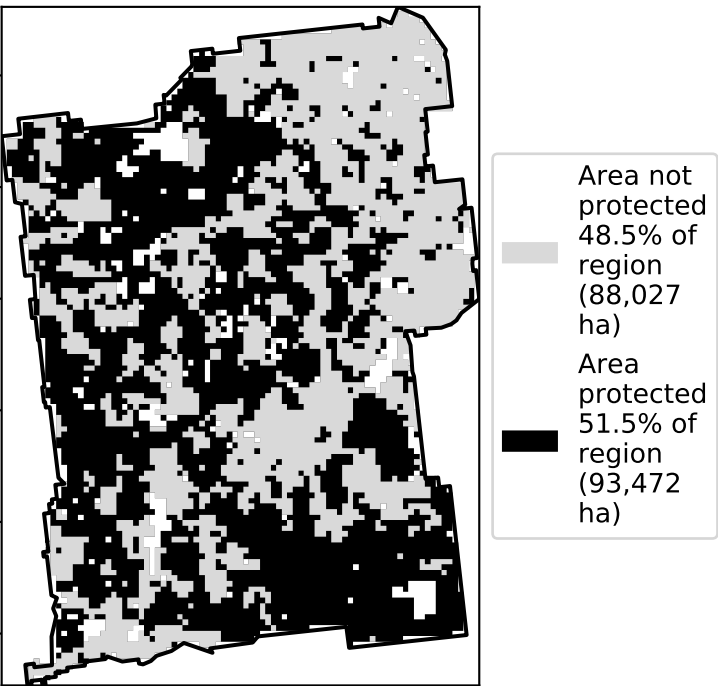 Area not
protected
48.5% of
region
(88,027
ha)
Area
protected
51.5% of
region
(93,472
ha)